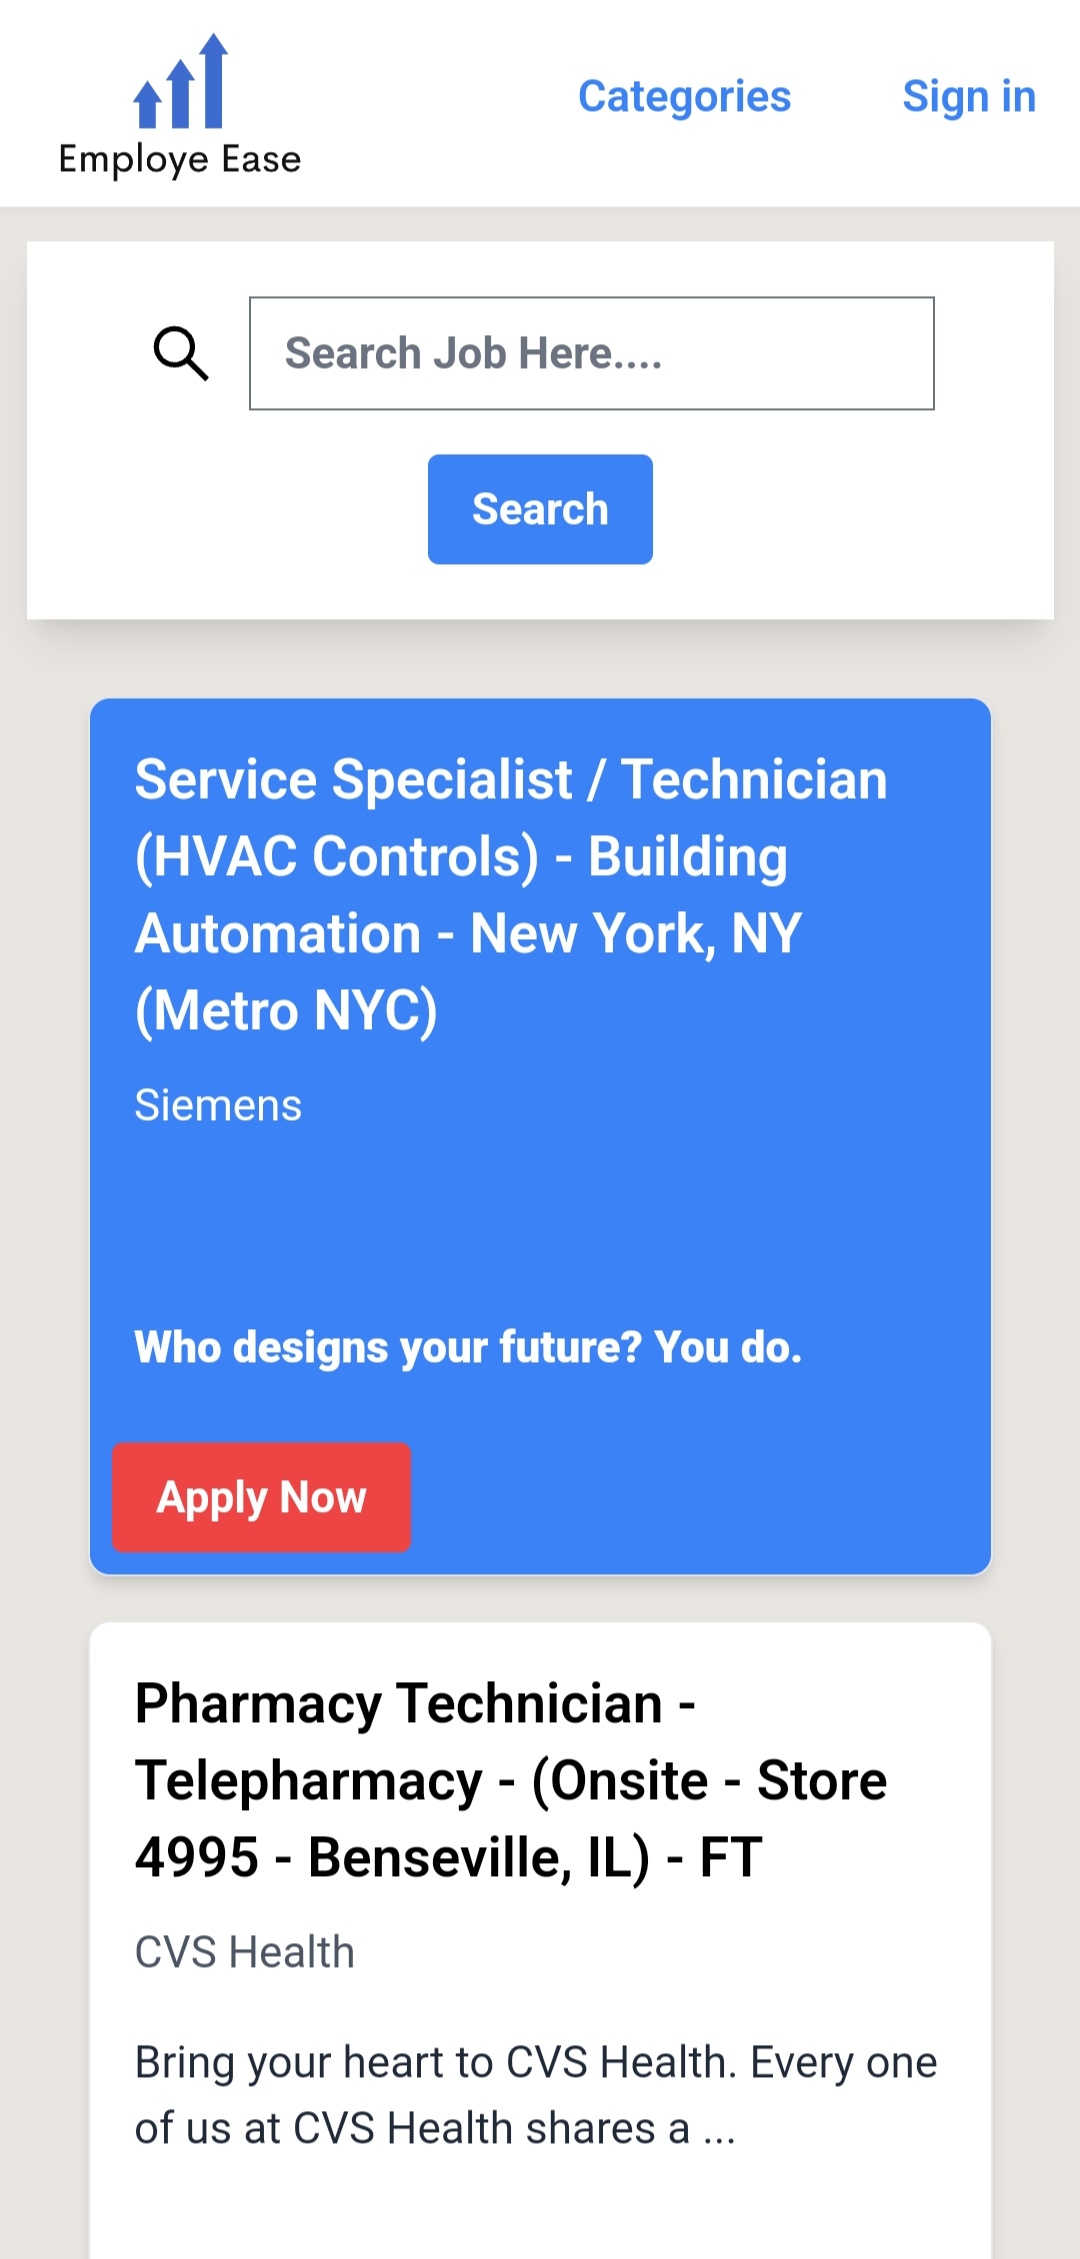 Employe Ease
Categories
Sign in
Search Job Here....
Search
Service Specialist / Technician
(HVAC Controls) - Building
Automation - New York, NY
(Metro NYC)
Siemens
Who designs your future? You do.
Apply Now
Pharmacy Technician -
Telepharmacy - (Onsite - Store
4995 - Benseville, IL) - FT
CVS Health
Bring your heart to CVS Health. Every one
of us at CVS Health shares a ...